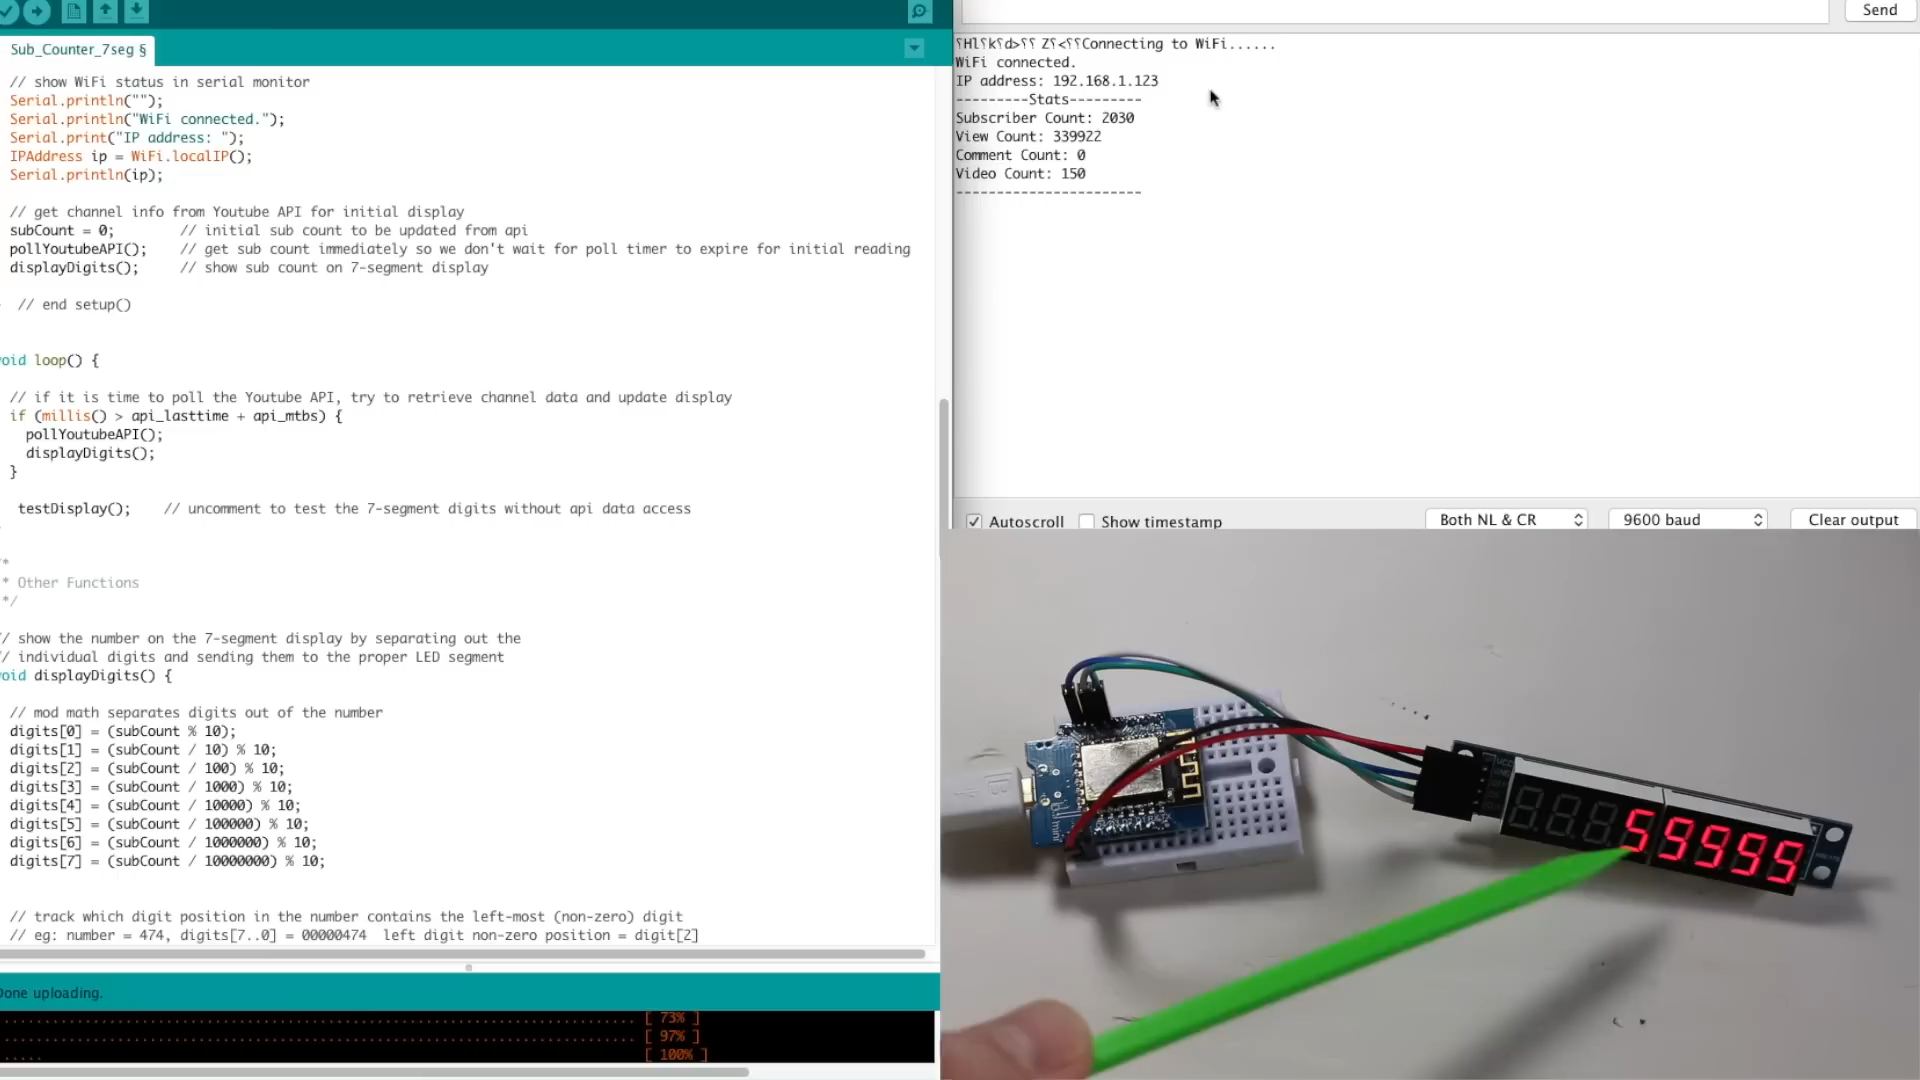 Sub_Counter_7seg §
// show WiFi status in serial monitor
Serial.println("");
Serial.println("WiFi connected.");
Serial.print("IP address: ");
IPAddress ip = WiFi.localIP();
Serial.println(ip);
// get channel info from Youtube API for initial display
subCount = 0; // initial sub count to be updated from api
pollYoutubeAPI(); // get sub count immediately so we don't wait for poll timer to expire for initial reading
displayDigits(); // show sub count on 7-segment display
// end setup()
oid loop() {
// if it is time to poll the Youtube API, try to retrieve channel data and update display
if (millis() > api_lasttime + api_mtbs) {
pollYoutubeAPI();
displayDigits();
}
testDisplay(); // uncomment to test the 7-segment digits without api data access
*
* Other Functions
*/
/ show the number on the 7-segment display by separating out the
/ individual digits and sending them to the proper LED segment
oid displayDigits() {
// mod math separates digits out of the number
digits[0] = (subCount % 10);
digits[1] = (subCount / 10) % 10;
digits[2] = (subCount / 100) % 10;
digits[3] = (subCount / 1000) % 10;
digits[4] = (subCount / 10000) % 10;
digits[5] = (subCount / 100000) % 10;
digits[6] = (subCount / 1000000) % 10;
digits[7] = (subCount / 10000000) % 10;
// track which digit position in the number contains the left-most (non-zero) digit
// eg: number = 474, digits[7..0] = 00000474 left digit non-zero position = digit[2]
Done uploading.
[ 73% ]
[ 97% ]
[ 100% ]
Send
Connecting to WiFi......
WiFi connected.
IP address: 192.168.1.123
---------Stats---------
Subscriber Count: 2030
View Count: 339922
Comment Count: 0
Video Count: 150
-----------------------
Autoscroll Show timestamp Both NL & CR 9600 baud Clear output